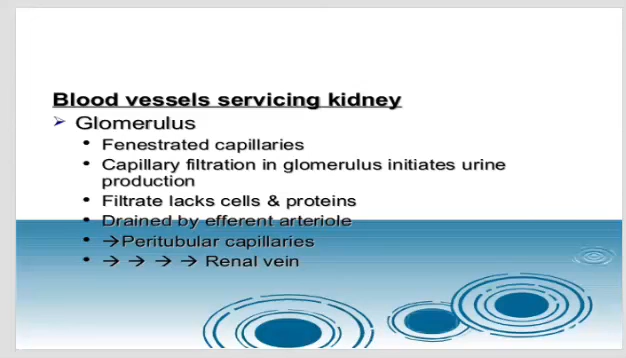 Blood vessels servicing kidney
➢ Glomerulus
• Fenestrated capillaries
• Capillary filtration in glomerulus initiates urine
production
• Filtrate lacks cells & proteins
• Drained by efferent arteriole
• →Peritubular capillaries
• → → → → Renal vein